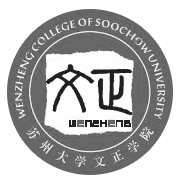 WENZHENG COLLEGE OF SOOCHOW UNIVERSITY
文正
WENZHENG
苏州大学文正学院